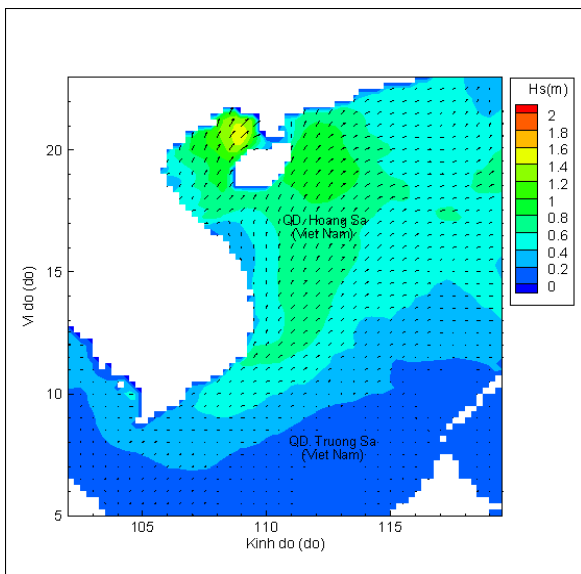 Hs(m)
2
1.8
1.6
1.4
1.2
1
0.8
0.6
0.4
0.2
0
20
15
10
5
Vi do (do)
QD. Hoang Sa
(Viet Nam)
QD. Truong Sa
(Viet Nam)
105
110
115
Kinh do (do)